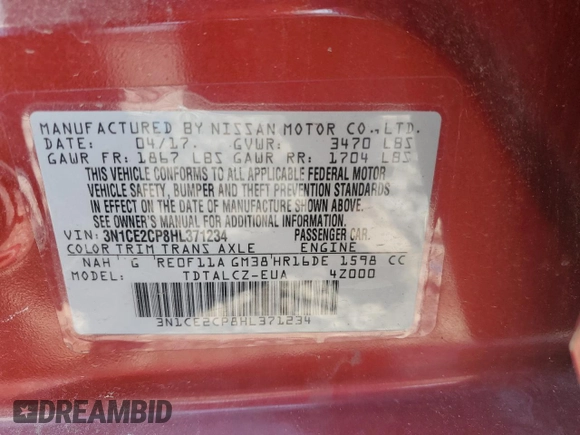 MANUFACTURED BY NISSAN MOTOR CO.,LTD.
DATE: 04/17. GVWR: 3470 LBS
GAWR FR: 1867 LBS GAWR RR: 1704 LBS
THIS VEHICLE CONFORMS TO ALL APPLICABLE FEDERAL MOTOR
VEHICLE SAFETY, BUMPER AND THEFT PREVENTION STANDARDS
IN EFFECT ON THE DATE OF MANUFACTURE SHOWN ABOVE.
SEE OWNER'S MANUAL FOR ADDITIONAL INFORMATION.
VIN: 3N1CE2CP8HL371234 PASSENGER CAR
COLOR TRIM TRANS AXLE ENGINE
NAH G RE0F11A GM38 HR16DE 1598 CC
MODEL: TDTALCZ-EUA 4Z000
3N1CE2CP8HL371234
DREAMBID